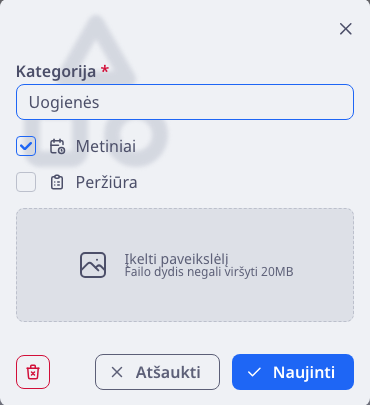 Kategorija *
Uogienės
Metiniai
Peržiūra
Įkelti paveikslėlį
Failo dydis negali viršyti 20MB
Atšaukti
Naujinti